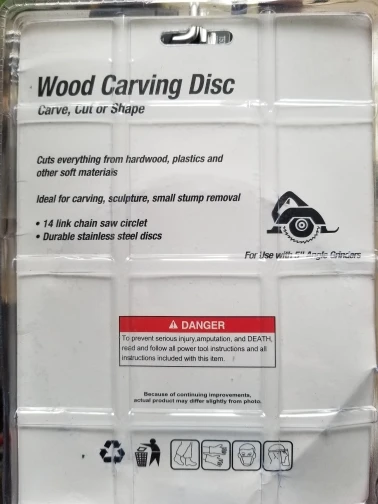 Wood Carving Disc
Carve, Cut or Shape
Cuts everything from hardwood, plastics and
other soft materials
Ideal for carving, sculpture, small stump removal
• 14 link chain saw circlet
• Durable stainless steel discs
For Use with all Angle Grinders
DANGER
To prevent serious injury,amputation, and DEATH,
read and follow all power tool instructions and all
instructions included with this item.
Because of continuing improvements,
actual product may differ slightly from photo.